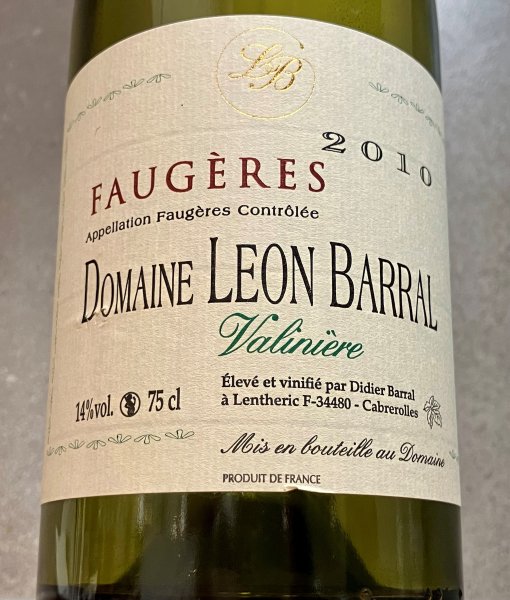 LB
2010
FAUGÈRES
Appellation Faugères Contrôlée
DOMAINE LEON BARRAL
Valinière
14%vol. 75 cl
Élevé et vinifié par Didier Barral
à Lentheric F-34480 - Cabrerolles
Mis en bouteille au Domaine
PRODUIT DE FRANCE